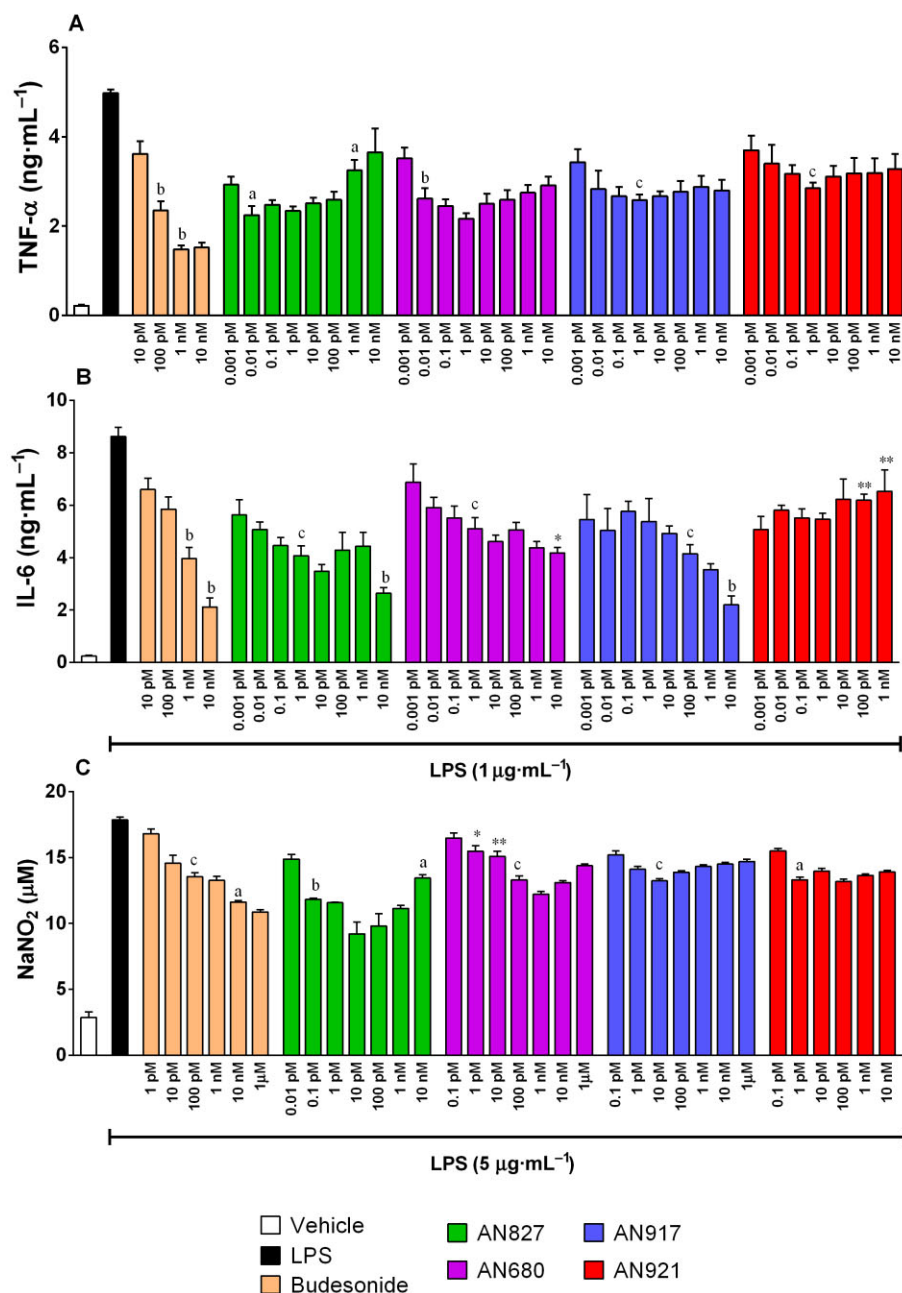 A
TNF-α (ng·mL⁻¹)
6
4
2
0
b
b
a
a
b
c
c
10 pM
100 pM
1 nM
10 nM
0.001 pM
0.01 pM
0.1 pM
1 pM
10 pM
100 pM
1 nM
10 nM
0.001 pM
0.01 pM
0.1 pM
1 pM
10 pM
100 pM
1 nM
10 nM
0.001 pM
0.01 pM
0.1 pM
1 pM
10 pM
100 pM
1 nM
10 nM
0.001 pM
0.01 pM
0.1 pM
1 pM
10 pM
100 pM
1 nM
10 nM
B
IL-6 (ng·mL⁻¹)
10
8
6
4
2
0
b
b
c
b
c
*
c
b
**
**
10 pM
100 pM
1 nM
10 nM
0.001 pM
0.01 pM
0.1 pM
1 pM
10 pM
100 pM
1 nM
10 nM
0.001 pM
0.01 pM
0.1 pM
1 pM
10 pM
100 pM
1 nM
10 nM
0.001 pM
0.01 pM
0.1 pM
1 pM
10 pM
100 pM
1 nM
10 nM
0.001 pM
0.01 pM
0.1 pM
1 pM
10 pM
100 pM
1 nM
LPS (1 μg·mL⁻¹)
C
NaNO₂ (μM)
20
15
10
5
0
c
a
b
a
*
**
c
c
a
1 pM
10 pM
100 pM
1 nM
10 nM
1μM
0.01 pM
0.1 pM
1 pM
10 pM
100 pM
1 nM
10 nM
0.1 pM
1 pM
10 pM
100 pM
1 nM
10 nM
1μM
0.1 pM
1 pM
10 pM
100 pM
1 nM
10 nM
1μM
0.1 pM
1 pM
10 pM
100 pM
1 nM
10 nM
LPS (5 μg·mL⁻¹)
Vehicle
LPS
Budesonide
AN827
AN680
AN917
AN921